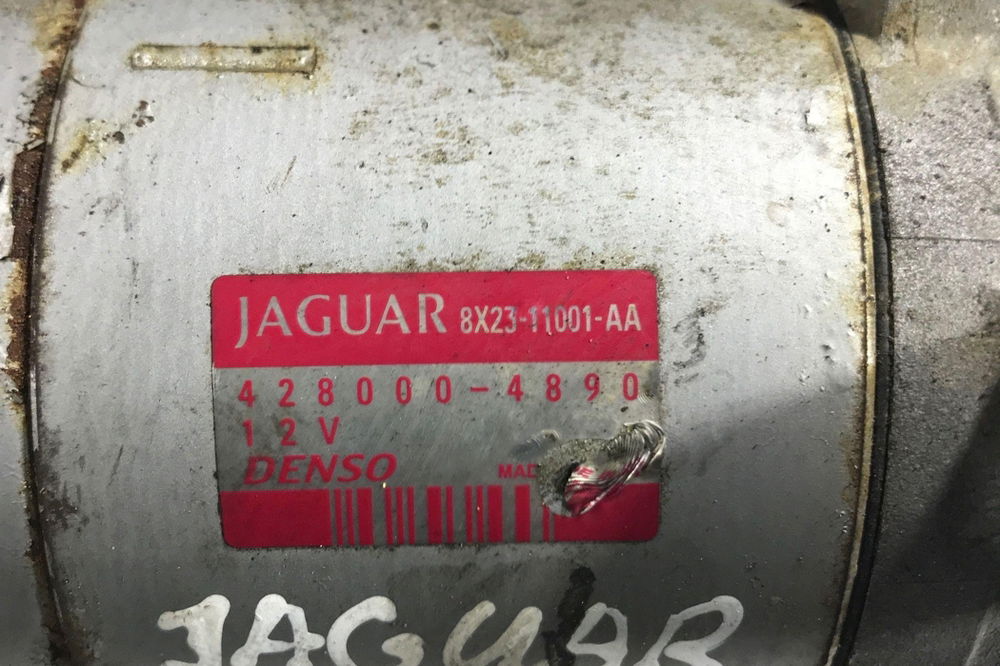 JAGUAR 8X23-11001-AA
428000-4890
12V
DENSO
JAGUAR